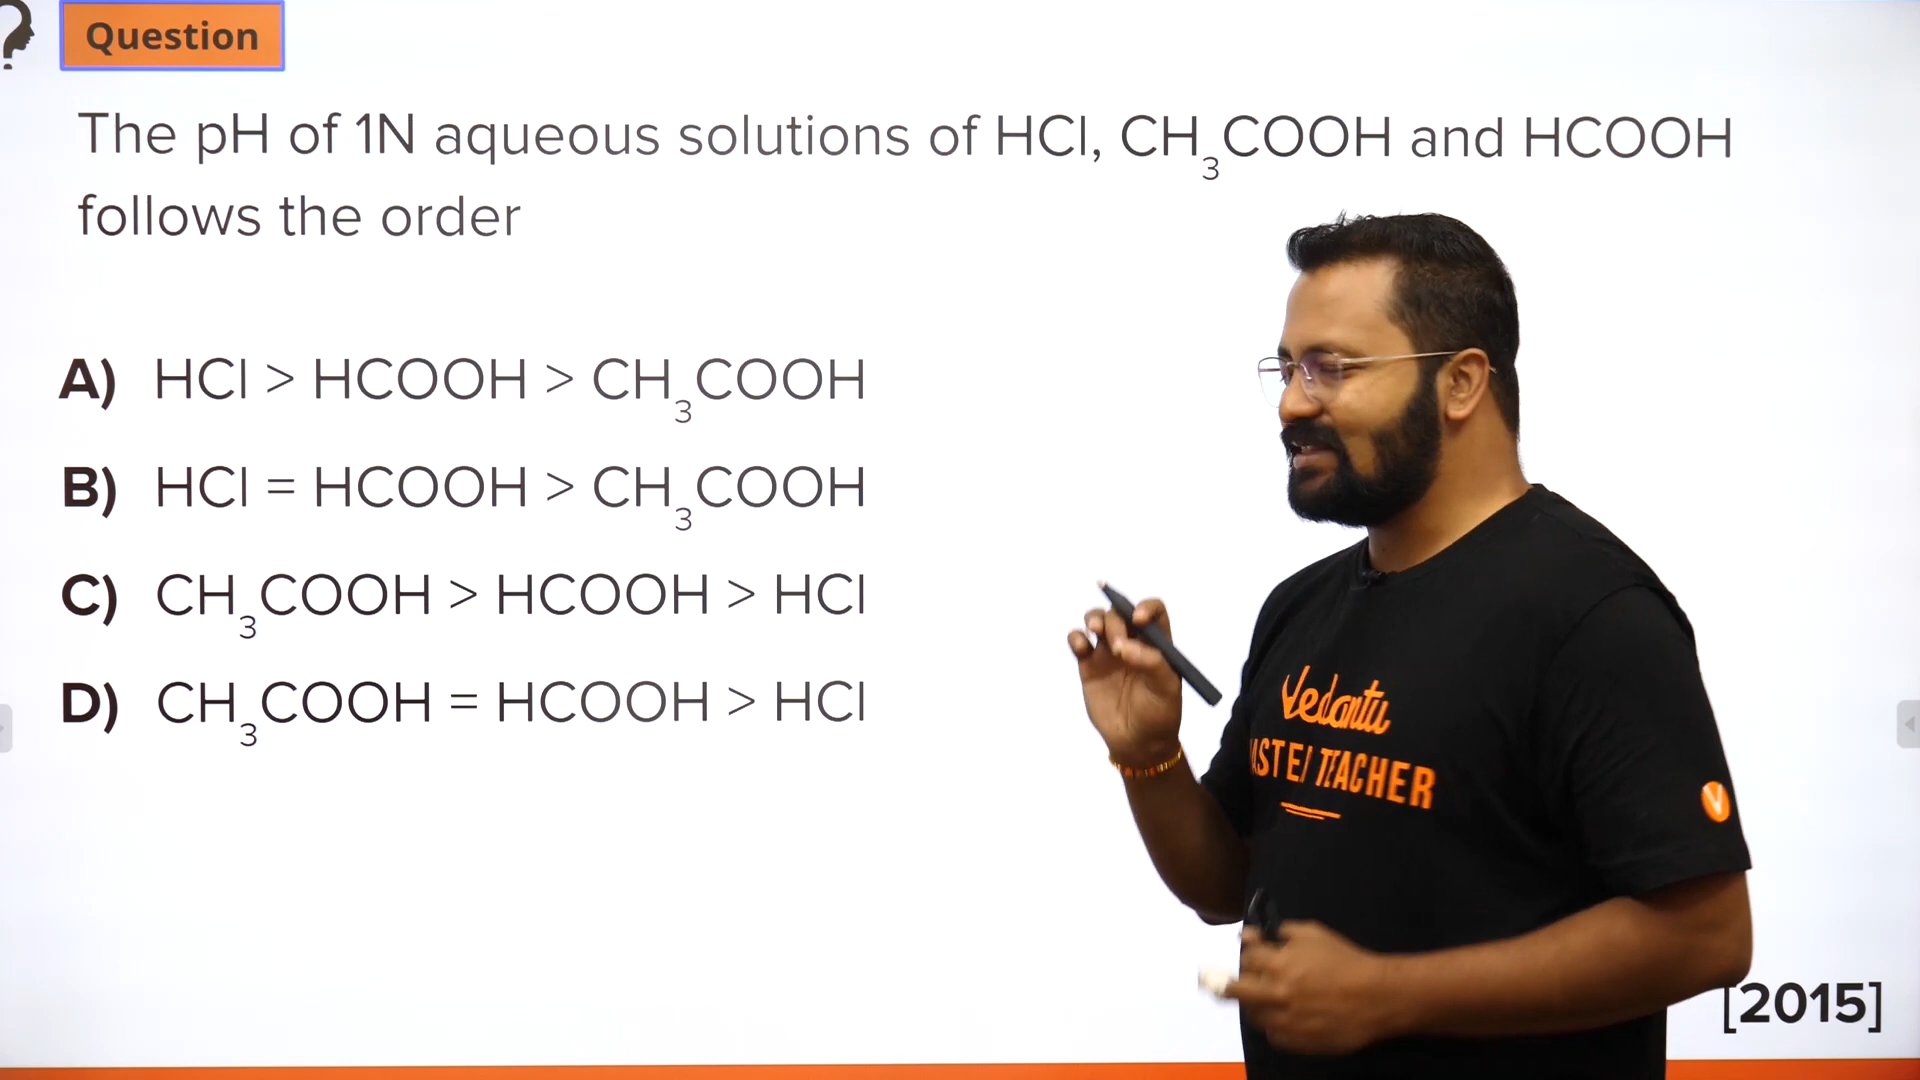 Question
The pH of 1N aqueous solutions of HCl, CH₃COOH and HCOOH
follows the order
A) HCl > HCOOH > CH₃COOH
B) HCl = HCOOH > CH₃COOH
C) CH₃COOH > HCOOH > HCl
D) CH₃COOH = HCOOH > HCl
Vedantu
TEACHER
V
[2015]